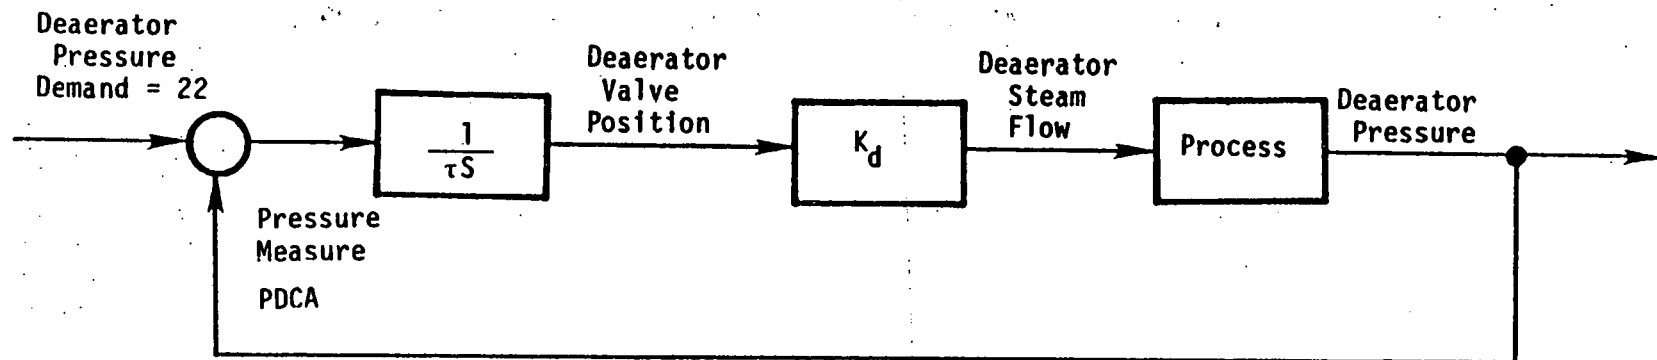 Deaerator
Pressure
Demand = 22
1
τS
Deaerator
Valve
Position
K_d
Deaerator
Steam
Flow
Process
Deaerator
Pressure
Pressure
Measure
PDCA